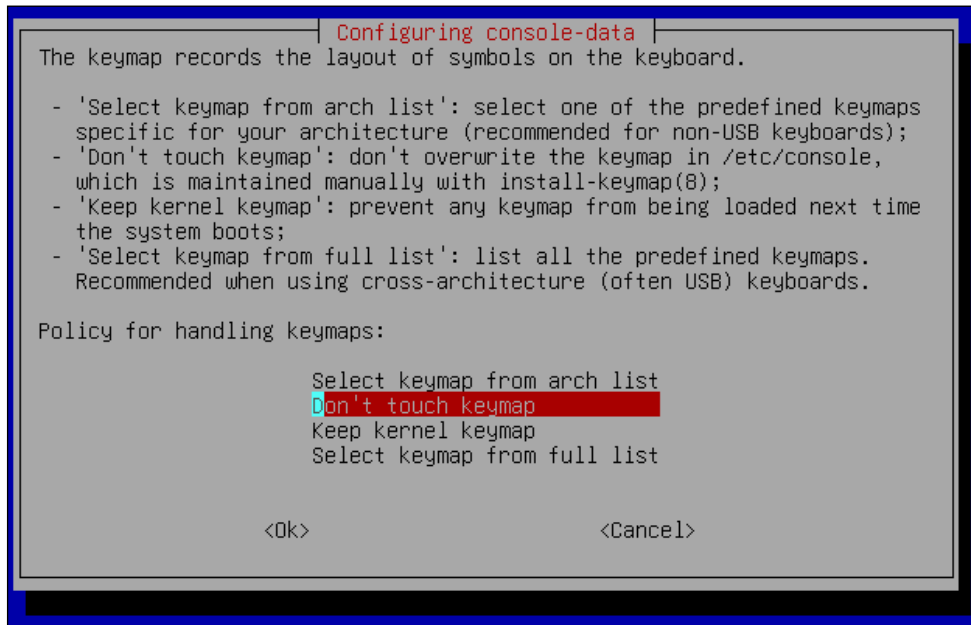 Configuring console-data
The keymap records the layout of symbols on the keyboard.
- 'Select keymap from arch list': select one of the predefined keymaps
specific for your architecture (recommended for non-USB keyboards);
- 'Don't touch keymap': don't overwrite the keymap in /etc/console,
which is maintained manually with install-keymap(8);
- 'Keep kernel keymap': prevent any keymap from being loaded next time
the system boots;
- 'Select keymap from full list': list all the predefined keymaps.
Recommended when using cross-architecture (often USB) keyboards.
Policy for handling keymaps:
Select keymap from arch list
Don't touch keymap
Keep kernel keymap
Select keymap from full list
<Ok> <Cancel>